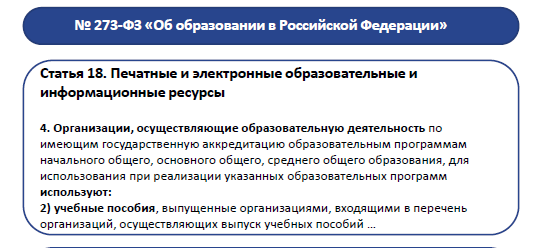 № 273-ФЗ «Об образовании в Российской Федерации»
Статья 18. Печатные и электронные образовательные и
информационные ресурсы
4. Организации, осуществляющие образовательную деятельность по
имеющим государственную аккредитацию образовательным программам
начального общего, основного общего, среднего общего образования, для
использования при реализации указанных образовательных программ
используют:
2) учебные пособия, выпущенные организациями, входящими в перечень
организаций, осуществляющих выпуск учебных пособий ...